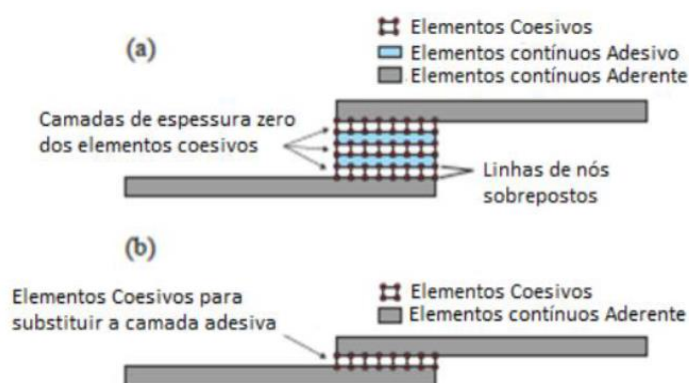 (a)
Elementos Coesivos
Elementos contínuos Adesivo
Elementos contínuos Aderente
Camadas de espessura zero
dos elementos coesivos
Linhas de nós
sobrepostos
(b)
Elementos Coesivos para
substituir a camada adesiva
Elementos Coesivos
Elementos contínuos Aderente